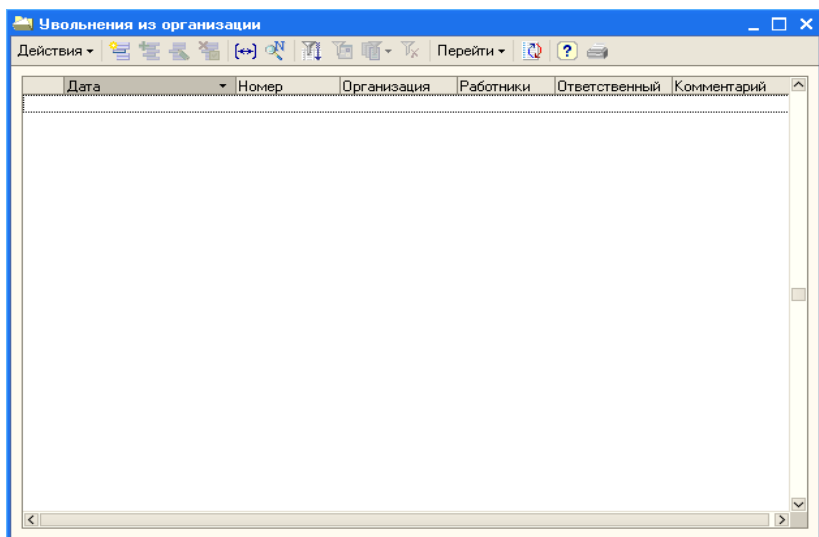 Увольнения из организации
Действия Перейти ?
Дата Номер Организация Работники Ответственный Комментарий